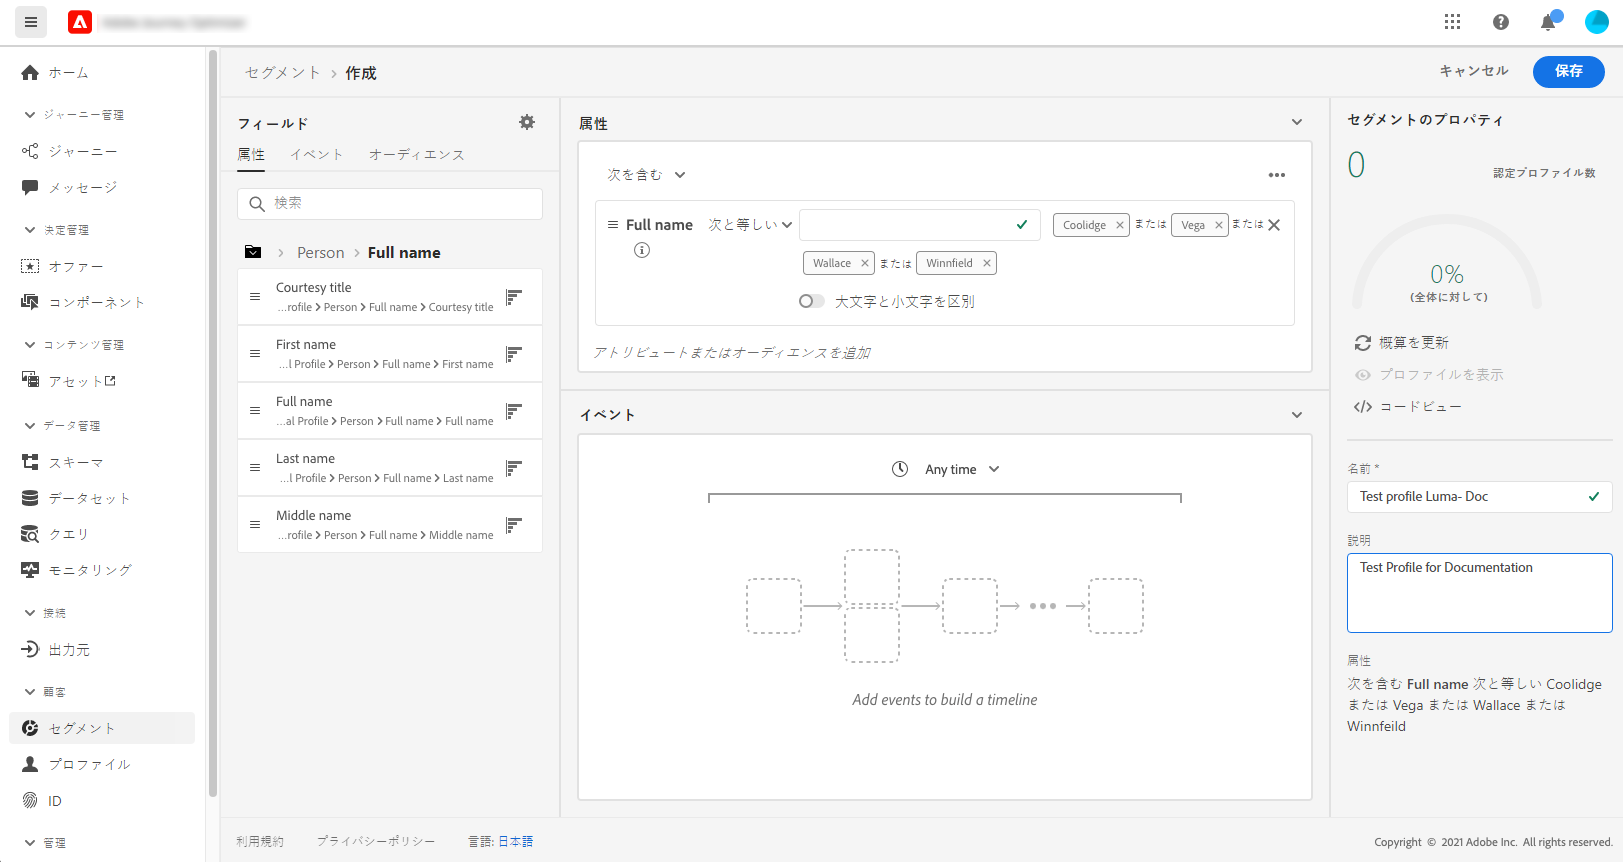 ホーム
ジャーニー管理
ジャーニー
メッセージ
決定管理
オファー
コンポーネント
コンテンツ管理
アセット
データ管理
スキーマ
データセット
クエリ
モニタリング
接続
出力元
顧客
セグメント
プロファイル
ID
管理
セグメント 作成
キャンセル 保存
フィールド
属性 イベント オーディエンス
検索
Person Full name
Courtesy title
...rofile Person Full name Courtesy title
First name
...l Profile Person Full name First name
Full name
...al Profile Person Full name Full name
Last name
...l Profile Person Full name Last name
Middle name
...rofile Person Full name Middle name
属性
次を含む
Full name 次と等しい Coolidge または Vega または
Wallace または Winnfield
大文字と小文字を区別
アトリビュートまたはオーディエンスを追加
イベント
Any time
Add events to build a timeline
セグメントのプロパティ
0 認定プロファイル数
0%
(全体に対して)
概算を更新
プロファイルを表示
コードビュー
名前 *
Test profile Luma- Doc
説明
Test Profile for Documentation
属性
次を含む Full name 次と等しい Coolidge
または Vega または Wallace または
Winnfeild
利用規約 プライバシーポリシー 言語: 日本語
Copyright © 2021 Adobe Inc. All rights reserved.